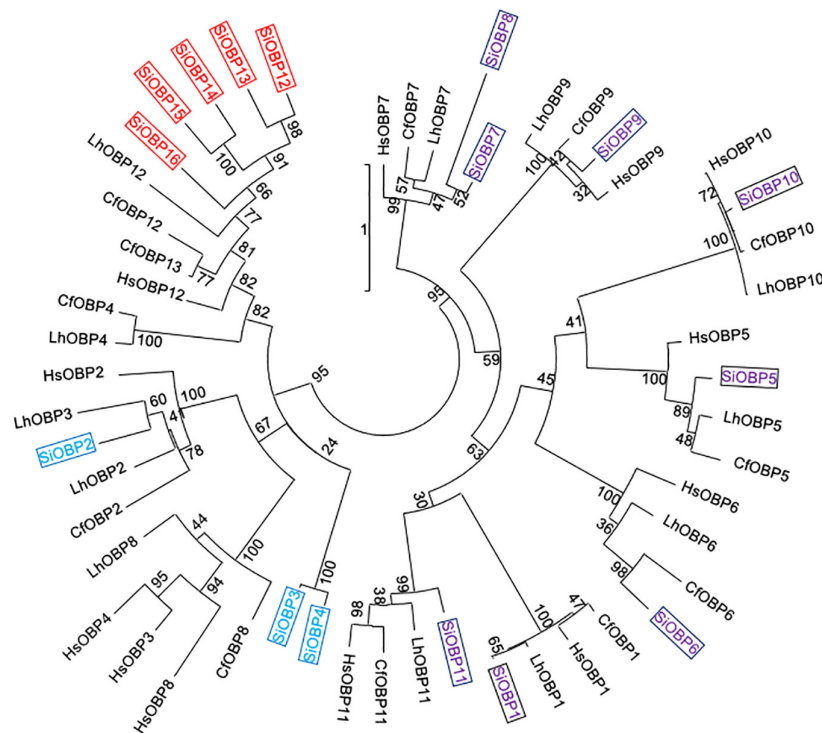 SiOBP8
SiOBP12
SiOBP13
SiOBP14
SiOBP15
SiOBP16
LhOBP12
CfOBP12
CfOBP13
HsOBP12
CfOBP4
LhOBP4
HsOBP2
LhOBP3
SiOBP2
LhOBP2
CfOBP2
LhOBP8
HsOBP4
HsOBP3
HsOBP8
CfOBP8
SiOBP3
SiOBP4
HsOBP11
CfOBP11
LhOBP11
SiOBP11
SiOBP1
LhOBP1
HsOBP1
CfOBP1
SiOBP6
CfOBP6
LhOBP6
HsOBP6
CfOBP5
LhOBP5
SiOBP5
HsOBP5
LhOBP10
CfOBP10
SiOBP10
HsOBP10
HsOBP9
SiOBP9
CfOBP9
LhOBP9
SiOBP7
LhOBP7
CfOBP7
HsOBP7
98
100
91
66
77
81
77
82
82
100
95
100
60
41
78
67
24
44
100
94
95
100
99
38
98
30
100
47
65
63
45
100
36
98
41
100
89
48
100
72
59
95
100
42
32
99
57
47
52
1